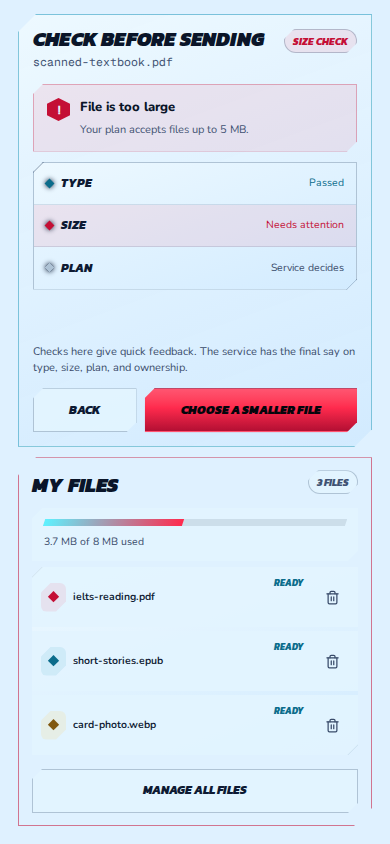 CHECK BEFORE SENDING
SIZE CHECK
scanned-textbook.pdf
!
File is too large
Your plan accepts files up to 5 MB.
TYPE Passed
SIZE Needs attention
PLAN Service decides
Checks here give quick feedback. The service has the final say on
type, size, plan, and ownership.
BACK CHOOSE A SMALLER FILE
MY FILES 3 FILES
3.7 MB of 8 MB used
READY
ielts-reading.pdf
READY
short-stories.epub
READY
card-photo.webp
MANAGE ALL FILES